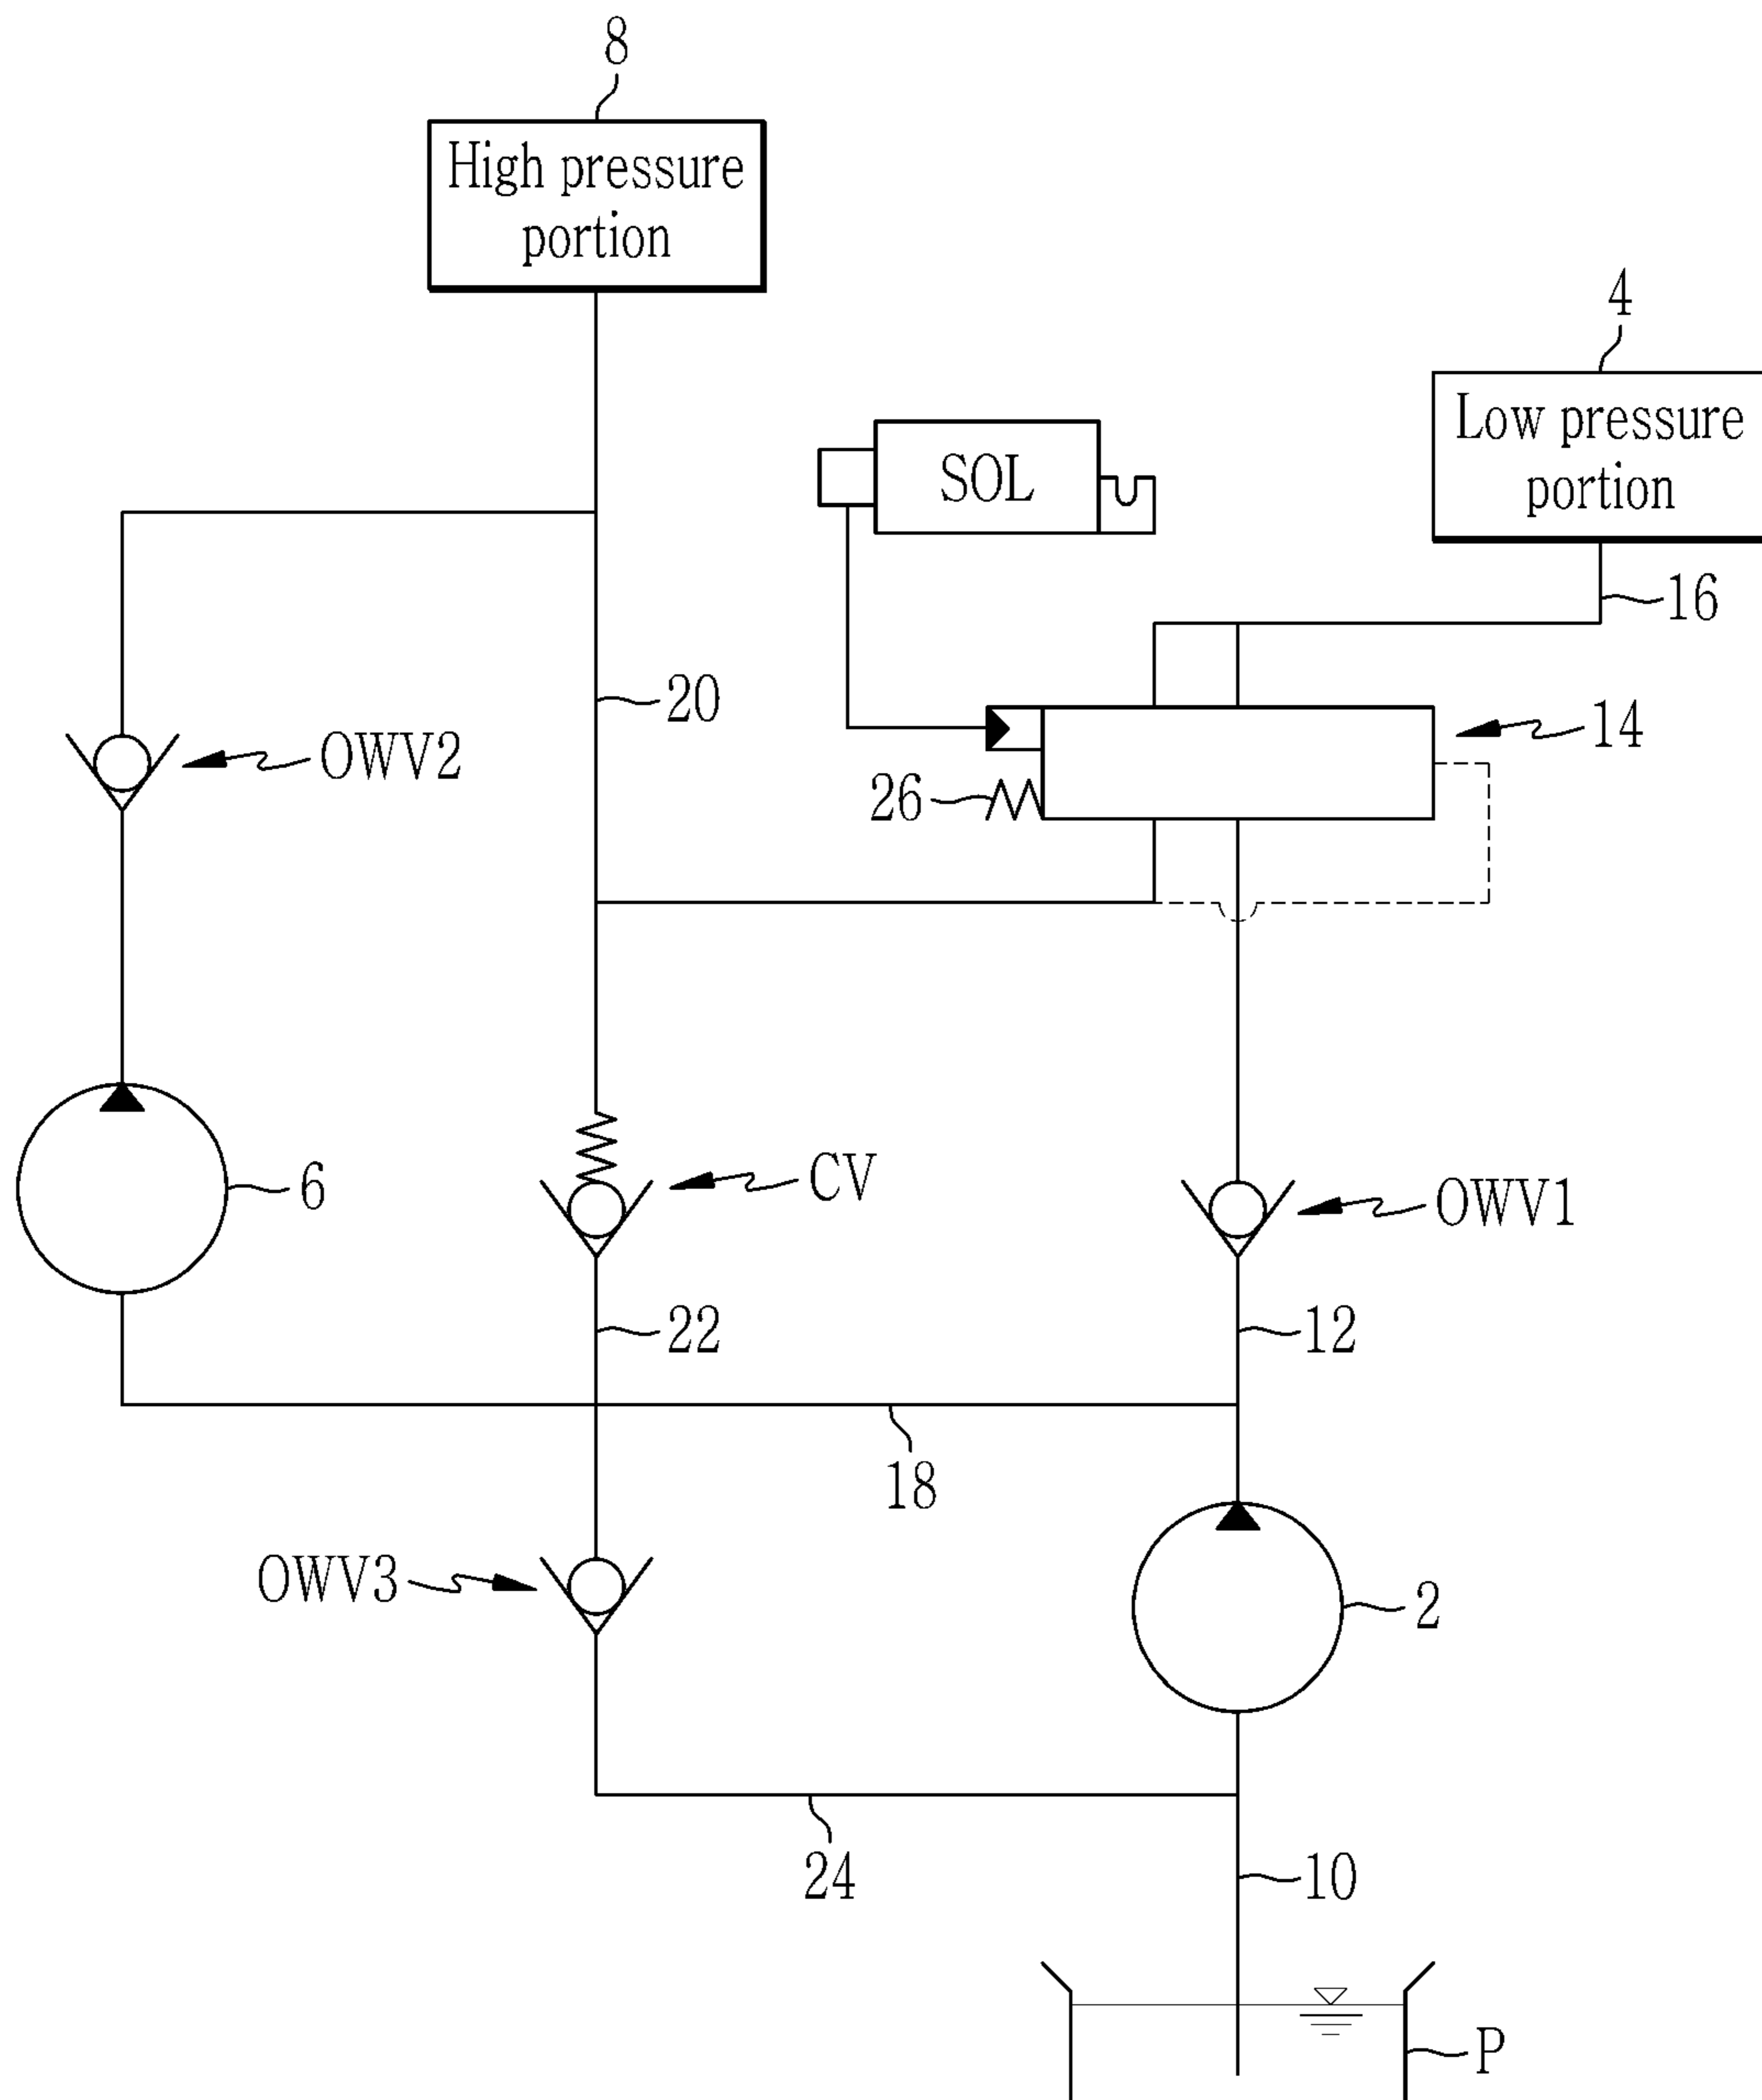 8
High pressure
portion
4
Low pressure
portion
SOL
16
20
14
OWV2
26
CV
OWV1
6
22
12
18
OWV3
2
24
10
P